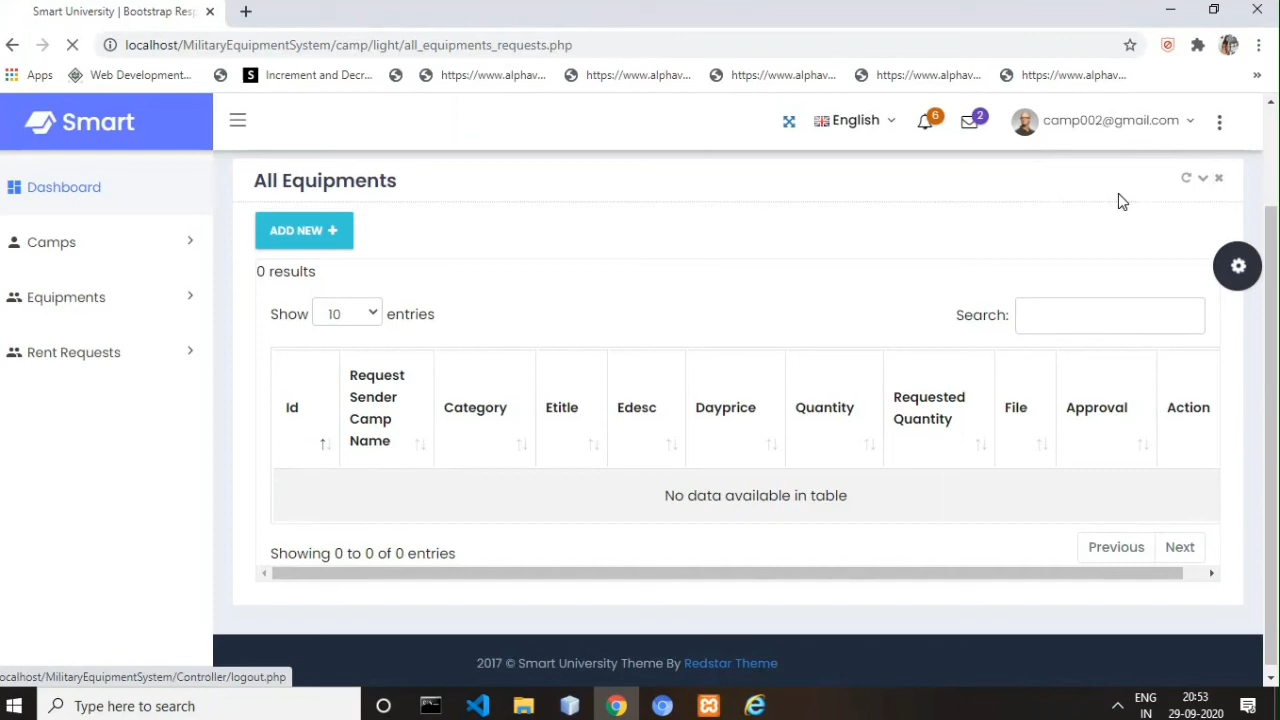 Smart University | Bootstrap Resp
localhost/MilitaryEquipmentSystem/camp/light/all_equipments_requests.php
Apps
Web Development...
S
Increment and Decr...
https://www.alphav...
https://www.alphav...
https://www.alphav...
https://www.alphav...
https://www.alphav...
»
Smart
English
6
2
camp002@gmail.com
Dashboard
Camps
Equipments
Rent Requests
All Equipments
ADD NEW +
0 results
Show 10 entries
Search:
Id
Request
Sender
Camp
Name
Category
Etitle
Edesc
Dayprice
Quantity
Requested
Quantity
File
Approval
Action
No data available in table
Showing 0 to 0 of 0 entries
Previous
Next
2017 © Smart University Theme By Redstar Theme
ocalhost/MilitaryEquipmentSystem/Controller/logout.php
Type here to search
ENG
IN
20:53
29-09-2020